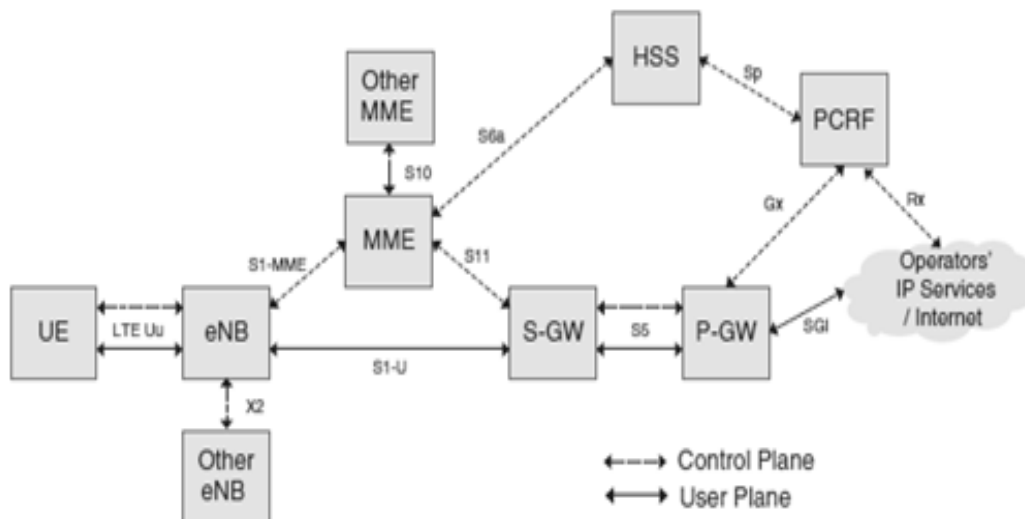 HSS
Sp
Other
MME
PCRF
S6a
S10
Gx
Rx
MME
S1-MME
S11
Operators'
IP Services
/ Internet
UE
LTE Uu
eNB
S-GW
S5
P-GW
SGI
S1-U
X2
Other
eNB
Control Plane
User Plane